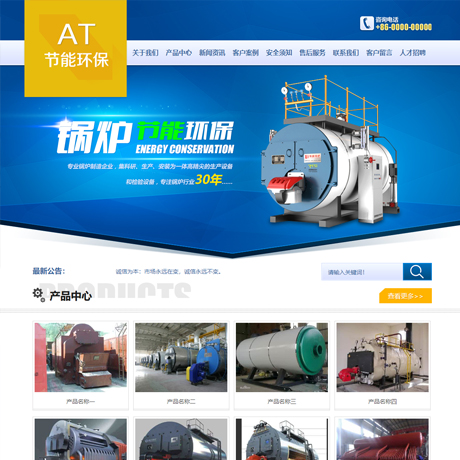 AT
节能环保
咨询电话
+86-0000-00000
关于我们 产品中心 新闻资讯 客户案例 安全须知 售后服务 联系我们 客户留言 人才招聘
锅炉节能环保
ENERGY CONSERVATION
专业锅炉制造企业，集科研、生产、安装为一体高精尖的生产设备
和检验设备，专注锅炉行业30年......
最新公告： 诚信为本：市场永远在变，诚信永远不变。
请输入关键词！
PRODUCTS
产品中心
查看更多>>
产品名称一 产品名称二 产品名称三 产品名称四